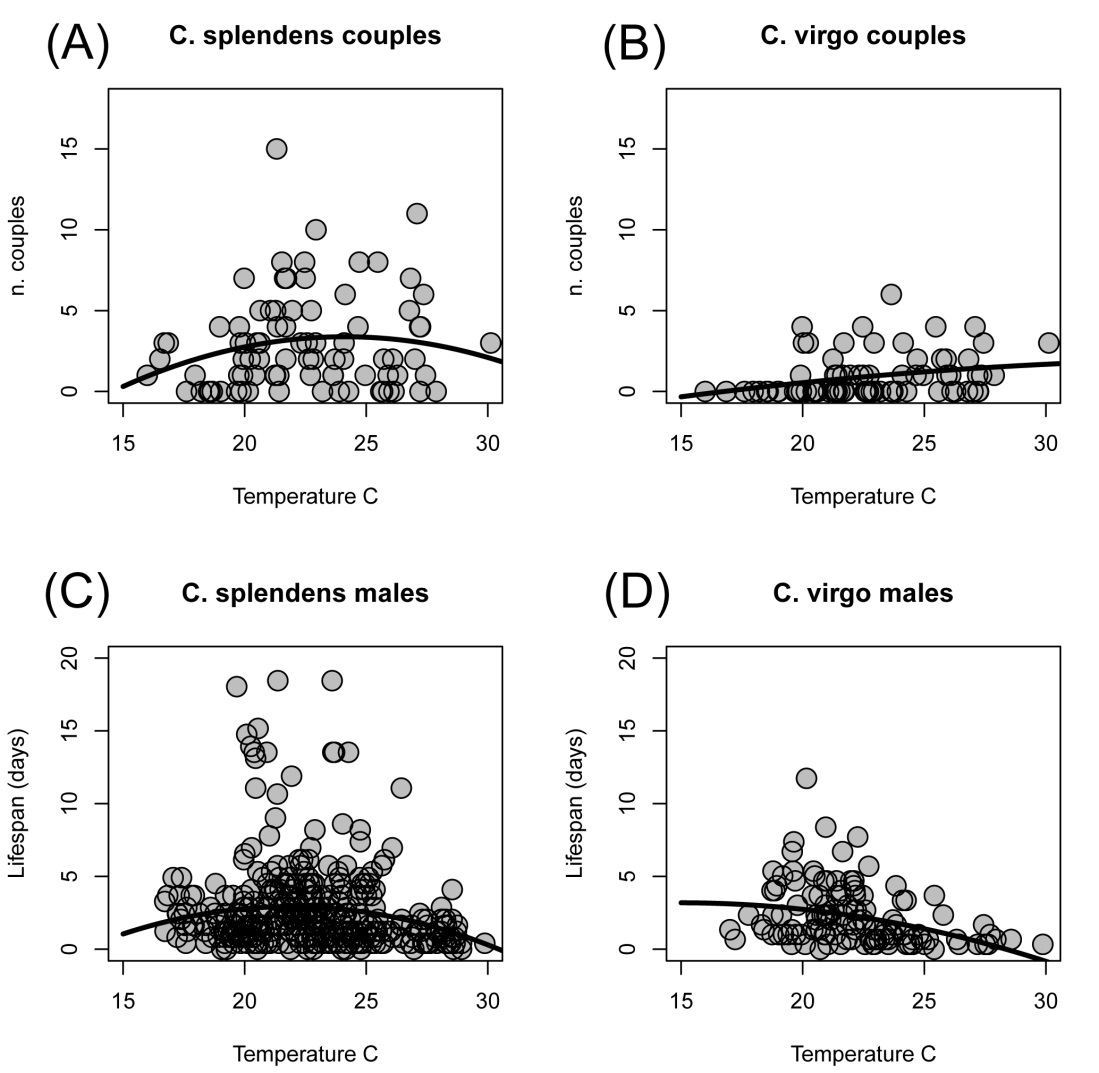 (A) C. splendens couples
n. couples
15
10
5
0
15 20 25 30
Temperature C
(B) C. virgo couples
n. couples
15
10
5
0
15 20 25 30
Temperature C
(C) C. splendens males
Lifespan (days)
20
15
10
5
0
15 20 25 30
Temperature C
(D) C. virgo males
Lifespan (days)
20
15
10
5
0
15 20 25 30
Temperature C